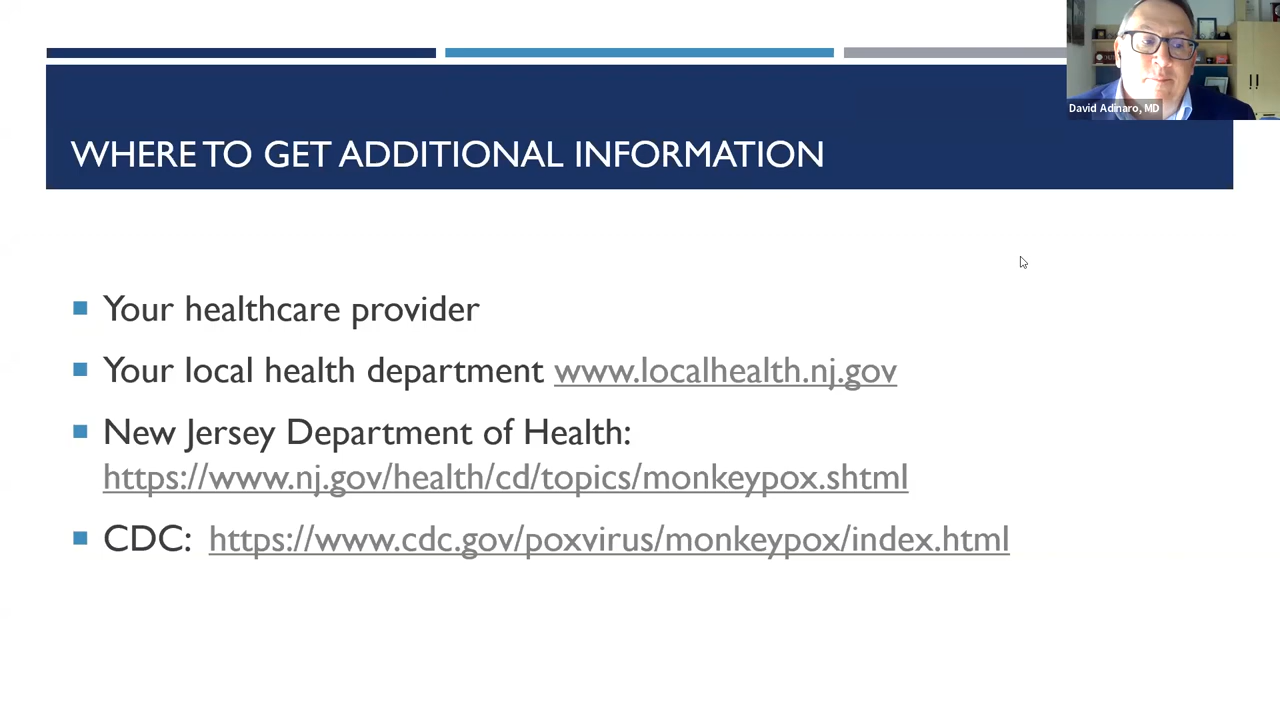 WHERE TO GET ADDITIONAL INFORMATION
David Adinaro, MD
Your healthcare provider
Your local health department www.localhealth.nj.gov
New Jersey Department of Health:
https://www.nj.gov/health/cd/topics/monkeypox.shtml
CDC: https://www.cdc.gov/poxvirus/monkeypox/index.html